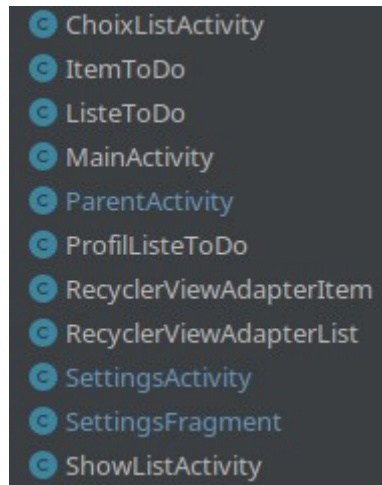 ChoixListActivity
ItemToDo
ListeToDo
MainActivity
ParentActivity
ProfilListeToDo
RecyclerViewAdapterItem
RecyclerViewAdapterList
SettingsActivity
SettingsFragment
ShowListActivity